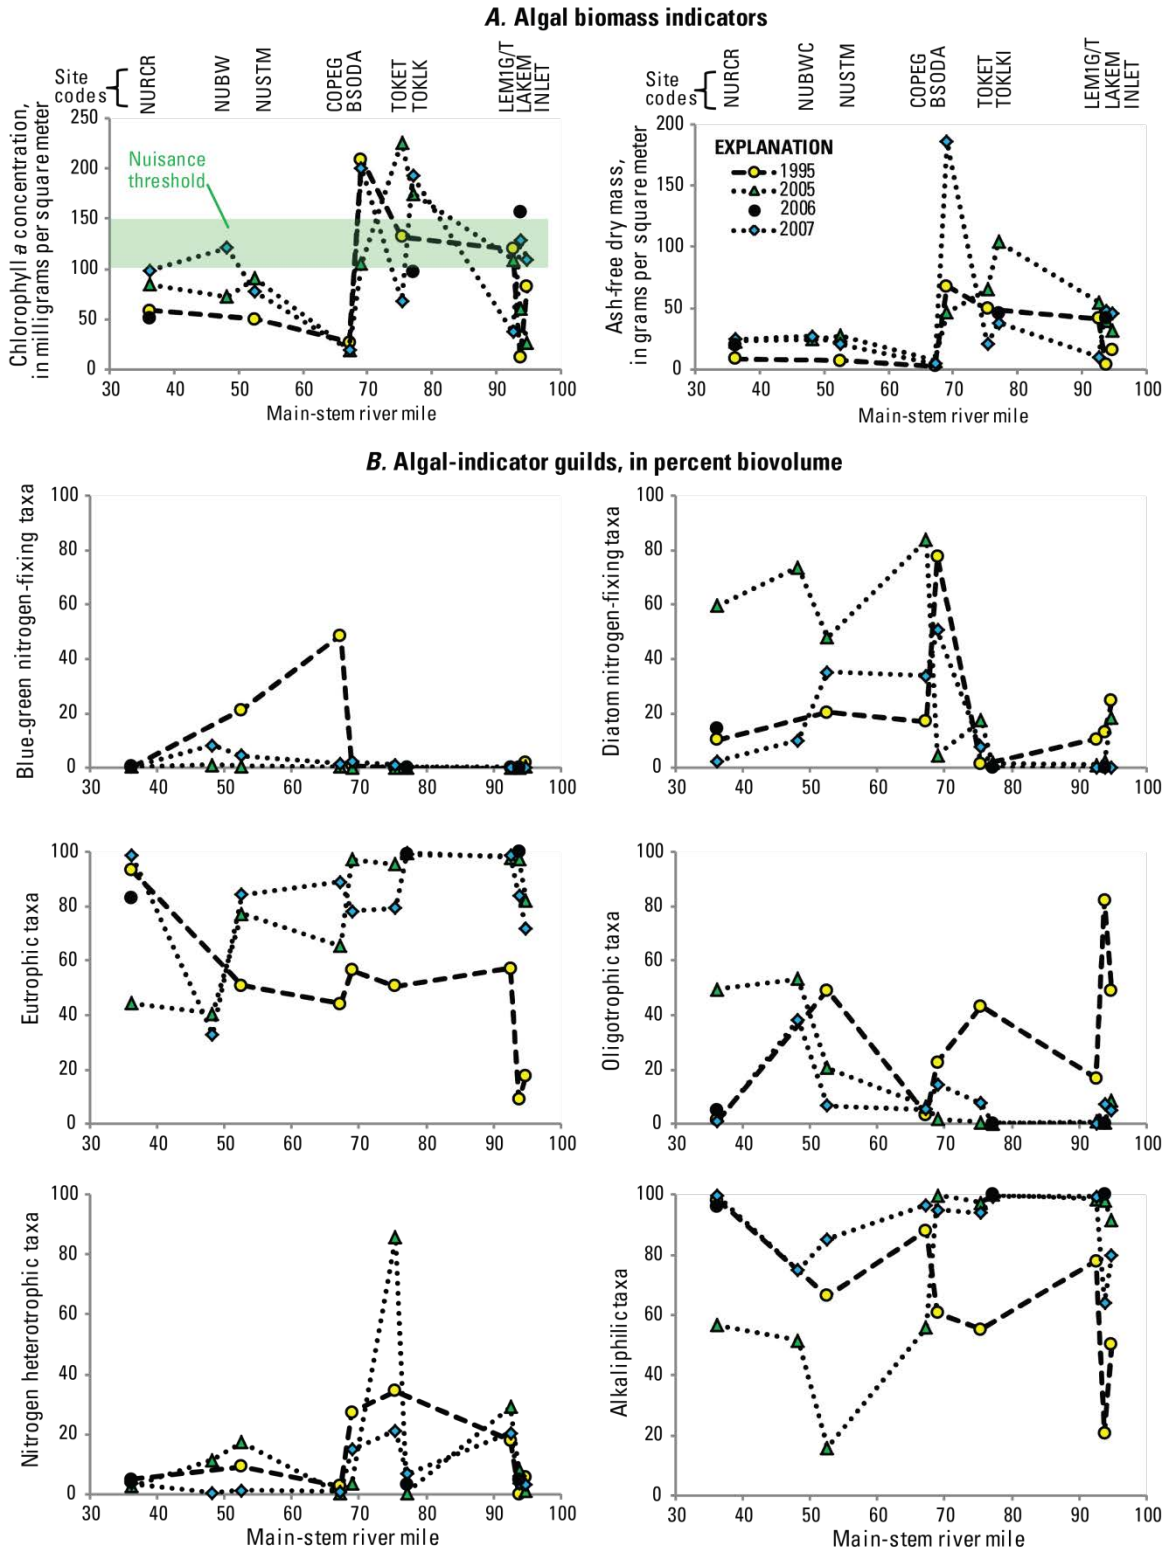 A. Algal biomass indicators
Site codes
NURCR
NUBW
NUSTM
COPEG
BSODA
TOKET
TOKLK
LEM1G/T
LAKEM
INLET
Chlorophyll a concentration,
in milligrams per square meter
250
200
150
100
50
0
Nuisance
threshold
30 40 50 60 70 80 90 100
Main-stem river mile
Site codes
NURCR
NUBWC
NUSTM
COPEG
BSODA
TOKET
TOKLKI
LEM1G/T
LAKEM
INLET
Ash-free dry mass,
in grams per square meter
200
150
100
50
0
EXPLANATION
1995
2005
2006
2007
30 40 50 60 70 80 90 100
Main-stem river mile
B. Algal-indicator guilds, in percent biovolume
Blue-green nitrogen-fixing taxa
100
80
60
40
20
0
30 40 50 60 70 80 90 100
Diatom nitrogen-fixing taxa
100
80
60
40
20
0
30 40 50 60 70 80 90 100
Eutrophic taxa
100
80
60
40
20
0
30 40 50 60 70 80 90 100
Oligotrophic taxa
100
80
60
40
20
0
30 40 50 60 70 80 90 100
Nitrogen heterotrophic taxa
100
80
60
40
20
0
30 40 50 60 70 80 90 100
Main-stem river mile
Alkaliphilic taxa
100
80
60
40
20
0
30 40 50 60 70 80 90 100
Main-stem river mile